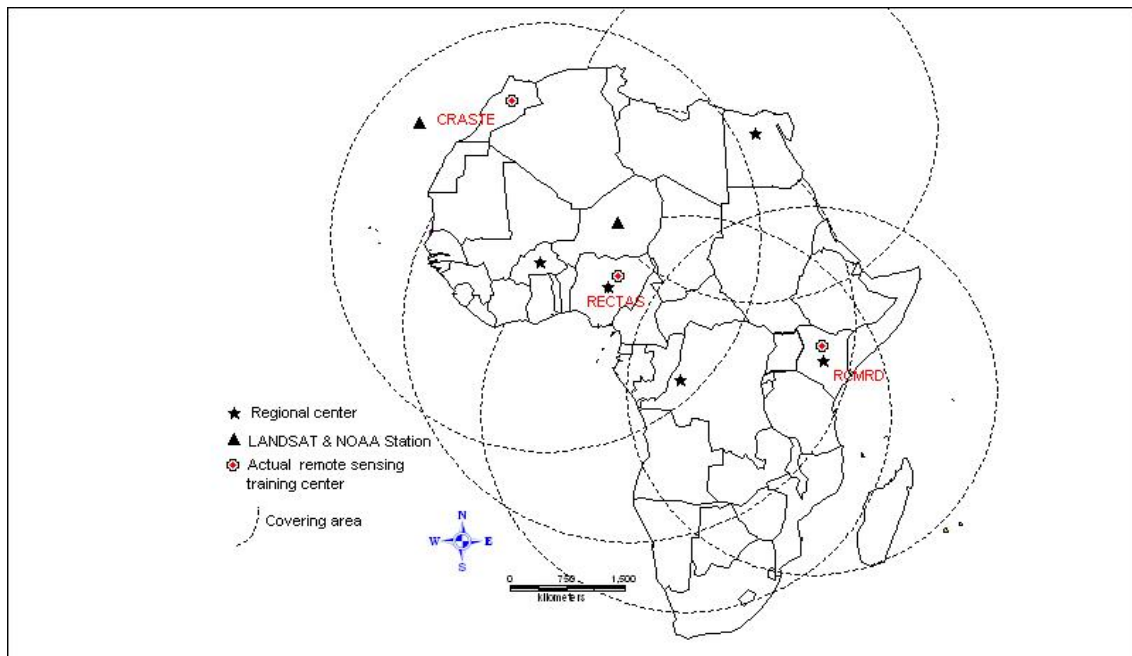 CRASTE
RECTAS
RCMRD
Regional center
LANDSAT & NOAA Station
Actual remote sensing
training center
Covering area
N
W E
S
0 750 1,500
kilometers